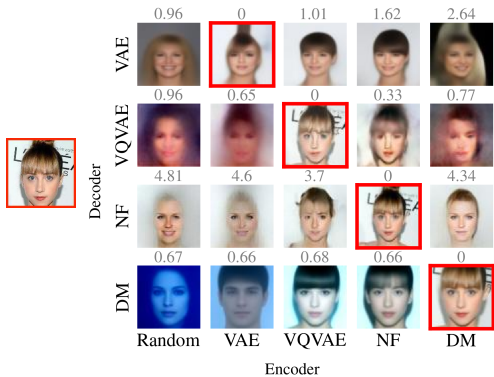 0.96 0 1.01 1.62 2.64
VAE
0.96 0.65 0 0.33 0.77
VQVAE
Decoder
4.81 4.6 3.7 0 4.34
NF
0.67 0.66 0.68 0.66 0
DM
Random VAE VQVAE NF DM
Encoder